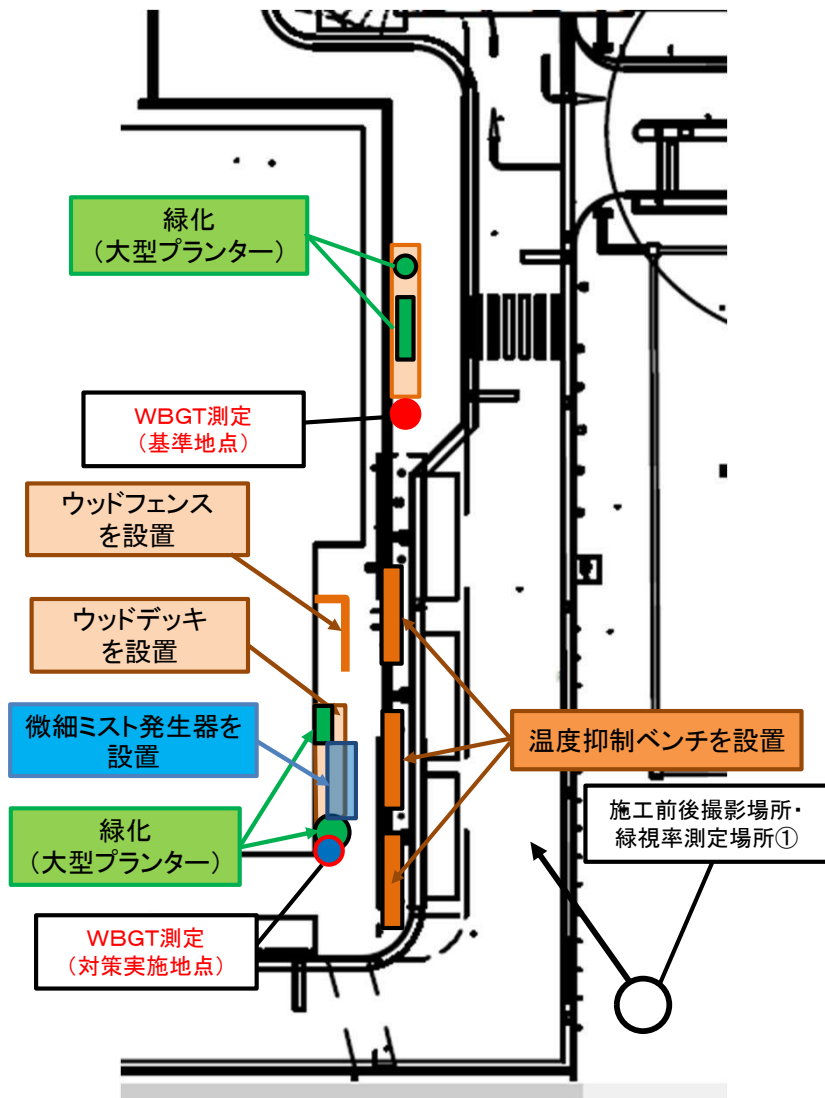 緑化
(大型プランター)
WBGT測定
(基準地点)
ウッドフェンス
を設置
ウッドデッキ
を設置
微細ミスト発生器を
設置
温度抑制ベンチを設置
施工前後撮影場所・
緑視率測定場所①
緑化
(大型プランター)
WBGT測定
(対策実施地点)